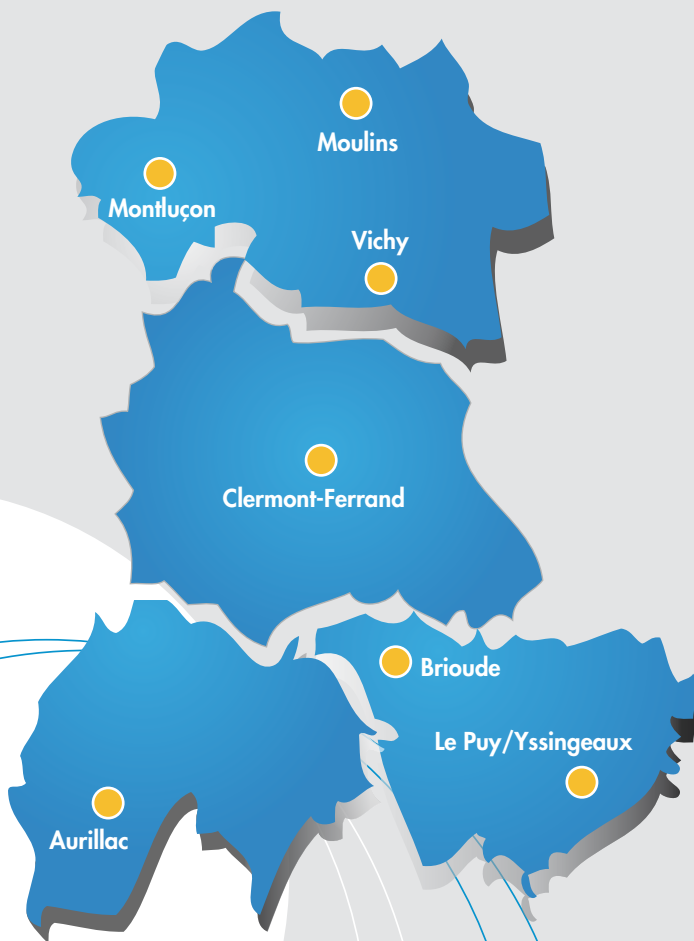 Moulins
Montluçon
Vichy
Clermont-Ferrand
Brioude
Le Puy/Yssingeaux
Aurillac